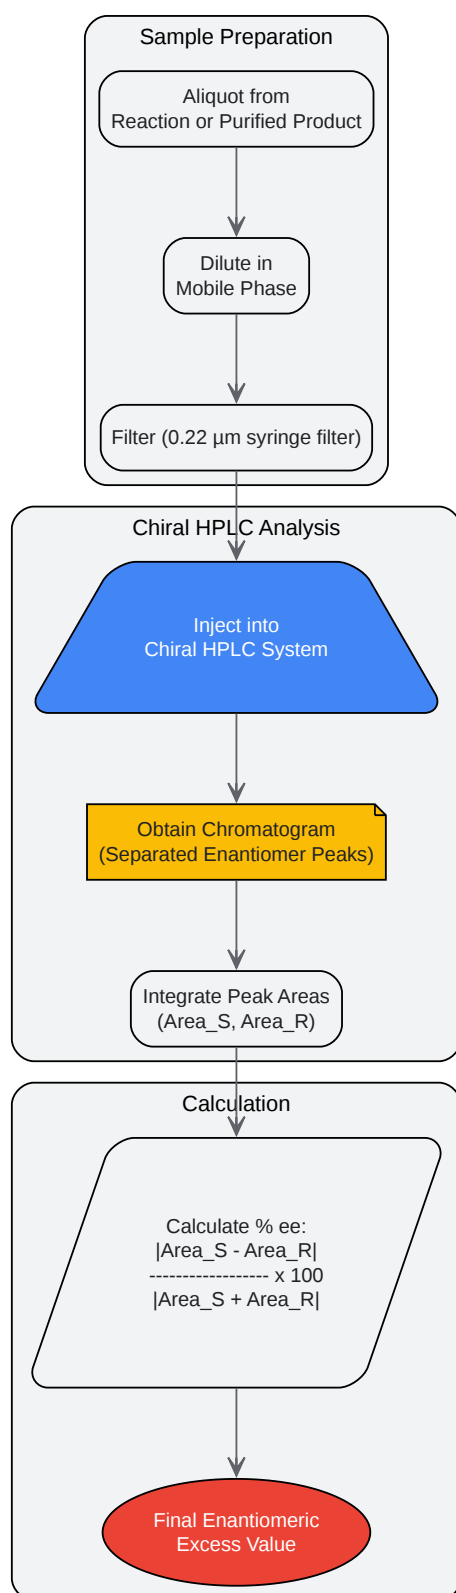 Sample Preparation
Aliquot from
Reaction or Purified Product
Dilute in
Mobile Phase
Filter (0.22 µm syringe filter)
Chiral HPLC Analysis
Inject into
Chiral HPLC System
Obtain Chromatogram
(Separated Enantiomer Peaks)
Integrate Peak Areas
(Area_S, Area_R)
Calculation
Calculate % ee:
|Area_S - Area_R|
------------------- x 100
|Area_S + Area_R|
Final Enantiomeric
Excess Value